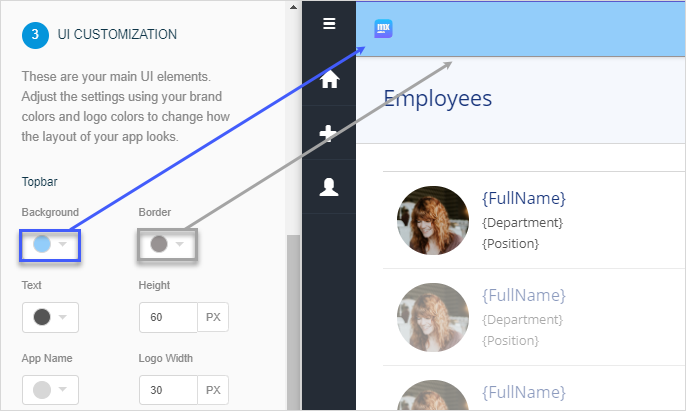 3 UI CUSTOMIZATION
These are your main UI elements.
Adjust the settings using your brand
colors and logo colors to change how
the layout of your app looks.
Topbar
Background Border
Text Height
60 PX
App Name Logo Width
30 PX
mx
Employees
{FullName}
{Department}
{Position}
{FullName}
{Department}
{Position}
{FullName}